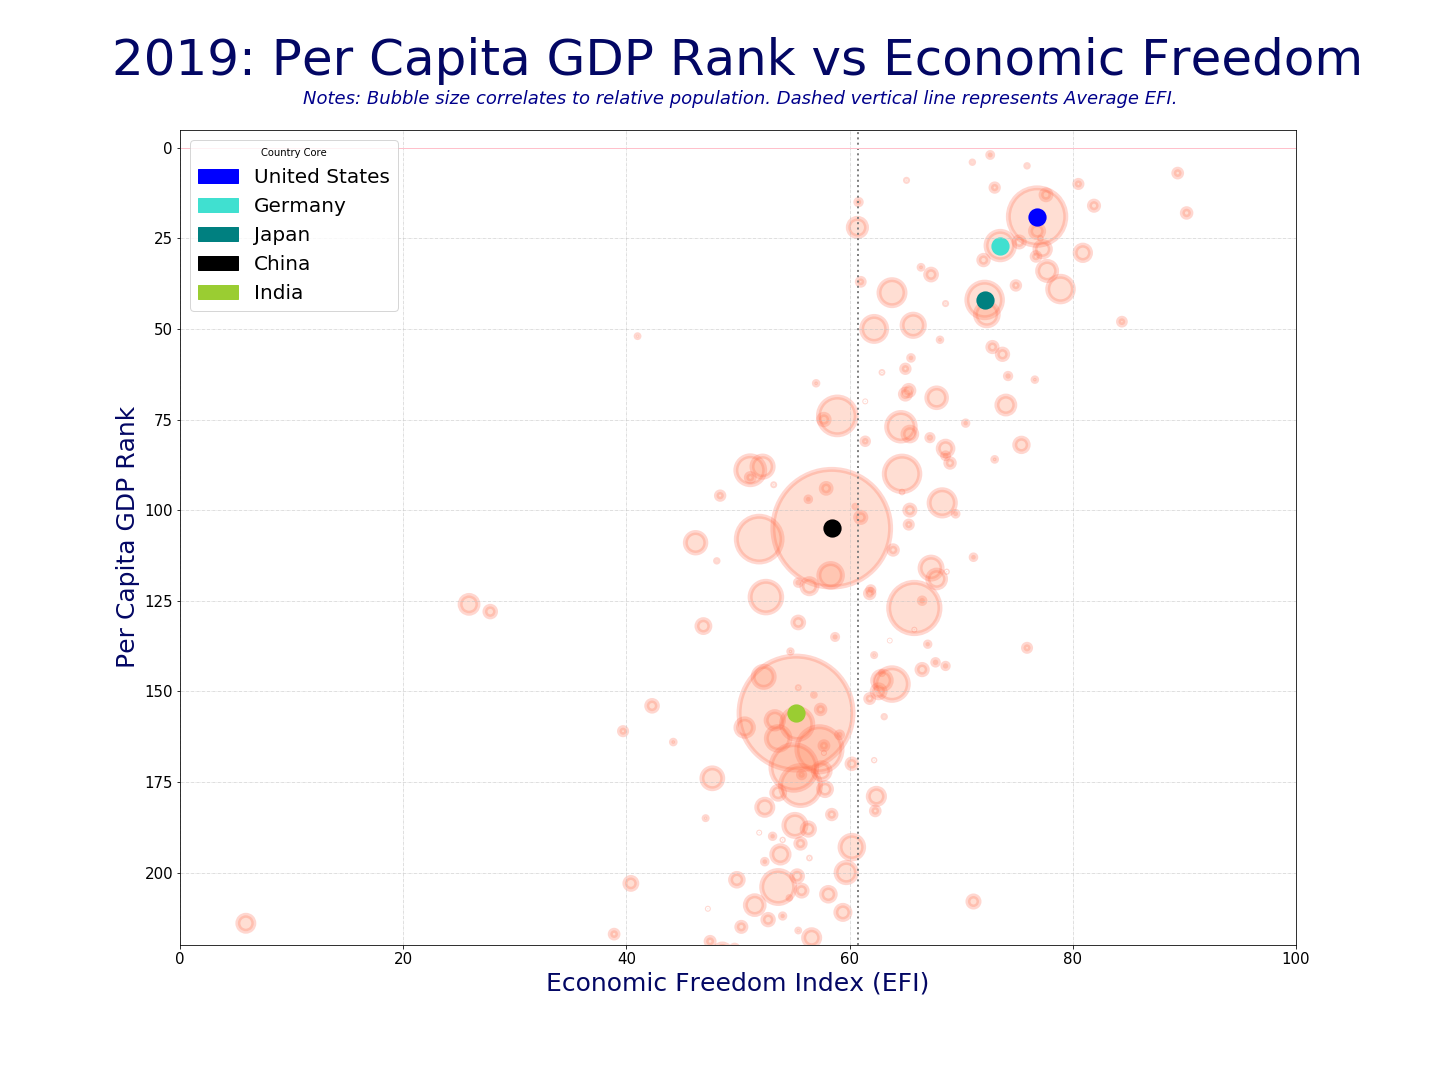 2019: Per Capita GDP Rank vs Economic Freedom
Notes: Bubble size correlates to relative population. Dashed vertical line represents Average EFI.
Country Core
United States
Germany
Japan
China
India
Per Capita GDP Rank
0
25
50
75
100
125
150
175
200
0 20 40 60 80 100
Economic Freedom Index (EFI)